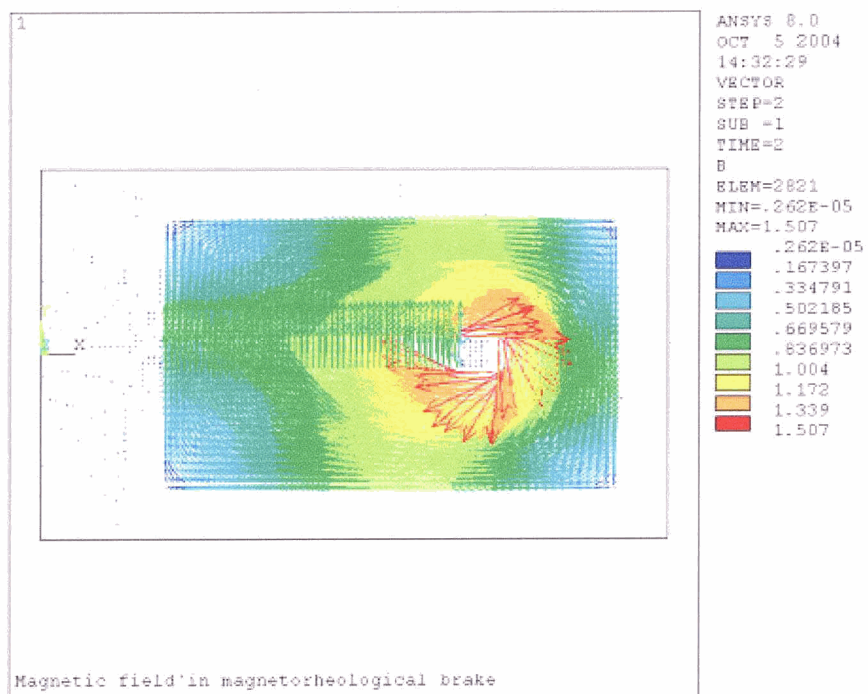 1
ANSYS 8.0
OCT 5 2004
14:32:29
VECTOR
STEP=2
SUB =1
TIME=2
B
ELEM=2821
MIN=.262E-05
MAX=1.507
.262E-05
.167397
.334791
.502185
.669579
.836973
1.004
1.172
1.339
1.507
X
Magnetic field in magnetorheological brake